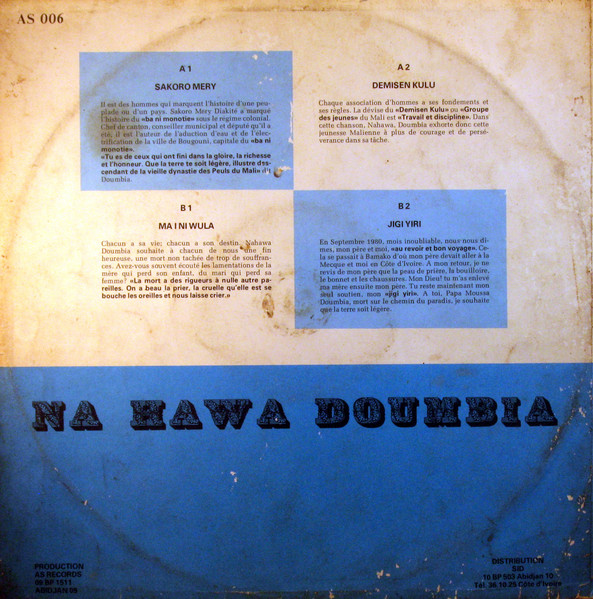 AS 006
A 1
SAKORO MERY
Il est des hommes qui marquent l'histoire d'une peu-
plade ou d'un pays. Sakoro Mery Diakité a marqué
l'histoire du «ba ni monotie» sous le regime colonial.
Chef de canton, conseiller municipal et député qu'il a
été, il est l'auteur de l'aduction d'eau et de l'elec-
trification de la ville de Bougouni, capitale du «ba ni
monotie».
«Tu es de ceux qui ont fini dans la gloire, la richesse
et l'honneur. Que la terre te soit légère, illustre des-
cendant de la vieille dynastie des Peuls du Mali» dit
Doumbia.
A 2
DEMISEN KULU
Chaque association d'hommes a ses fondements et
ses règles. La dévise du «Demisen Kulu» ou «Groupe
des jeunes» du Mali est «Travail et discipline». Dans
cette chanson, Nahawa, Doumbia exhorte donc cette
jeunesse Malienne à plus de courage et de persé-
verance dans sa tâche.
B 1
MA I NI WULA
Chacun a sa vie; chacun a son destin. Nahawa
Doumbia souhaite à chacun de nous une fin
heureuse, une mort non tachée de trop de souffran-
ces. Avez-vous souvent écouté les lamentations de la
mère qui perd son enfant, du mari qui perd sa
femme? «La mort a des rigueurs à nulle autre pa-
reilles. On a beau la prier, la cruelle qu'elle est se
bouche les oreilles et nous laisse crier.»
B 2
JIGI YIRI
En Septembre 1980, mois inoubliable, nous nous dî-
mes, mon père et moi, «au revoir et bon voyage». Ce-
la se passait à Bamako d'ou mon père devait aller à la
Mecque et moi en Côte d'Ivoire. A mon retour, je ne
revis de mon père que la peau de prière, la bouilloire,
le bonnet et les chaussures. Mon Dieu! tu m'as enlevé
pas même ensuite mon père. Tu reste maintenant mon
seul soutien, mon «jigi yiri». A toi, Papa Moussa
Doumbia, mort sur le chemin du paradis, je souhaite
que la terre soit légère.
NA HAWA DOUMBIA
PRODUCTION
AS RECORDS
09 BP 1511
ABIDJAN 09
DISTRIBUTION
SID
10 BP 503 Abidjan 10
Tél. 36.10.25 Côte d'Ivoire